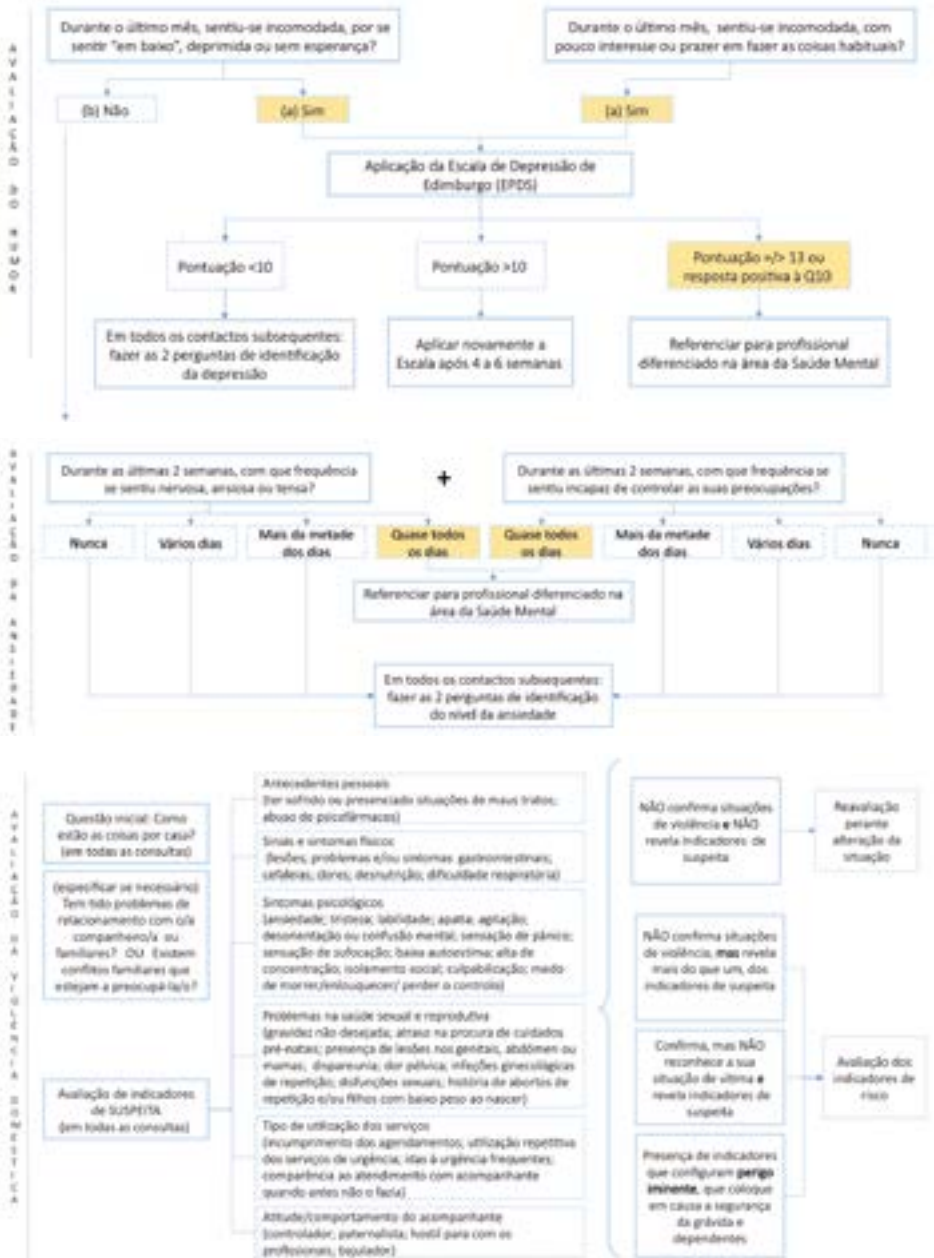 AVALIAÇÃO DO HUMOR
Durante o último mês, sentiu-se incomodada, por se
sentir "em baixo", deprimida ou sem esperança?
Durante o último mês, sentiu-se incomodada, com
pouco interesse ou prazer em fazer as coisas habituais?
(b) Não
(a) Sim
(a) Sim
Aplicação da Escala de Depressão de
Edimburgo (EPDS)
Pontuação <10
Pontuação >10
Pontuação =/> 13 ou
resposta positiva à Q10
Em todos os contactos subsequentes:
fazer as 2 perguntas de identificação
da depressão
Aplicar novamente a
Escala após 4 a 6 semanas
Referenciar para profissional
diferenciado na área da Saúde Mental
AVALIAÇÃO DA ANSIEDADE
Durante as últimas 2 semanas, com que frequência
se sentiu nervosa, ansiosa ou tensa?
+
Durante as últimas 2 semanas, com que frequência se
sentiu incapaz de controlar as suas preocupações?
Nunca
Vários dias
Mais da metade
dos dias
Quase todos
os dias
Quase todos
os dias
Mais da metade
dos dias
Vários dias
Nunca
Referenciar para profissional diferenciado na
área da Saúde Mental
Em todos os contactos subsequentes:
fazer as 2 perguntas de identificação
do nível da ansiedade
AVALIAÇÃO DA VIOLÊNCIA DOMÉSTICA
Questão inicial: Como
estão as coisas por casa?
(em todas as consultas)
(especificar se necessário)
Tem tido problemas de
relacionamento com o/a
companheiro/a ou
familiares? OU Existem
conflitos familiares que
estejam a preocupá-la/o?
Avaliação de indicadores
de SUSPEITA
(em todas as consultas)
Antecedentes pessoais
(ter sofrido ou presenciado situações de maus tratos;
abuso de psicofármacos)
Sinais e sintomas físicos
(lesões; problemas e/ou sintomas gastrointestinais;
cefaleias; dores; desnutrição; dificuldade respiratória)
Sintomas psicológicos
(ansiedade; tristeza; labilidade; apatia; agitação;
desorientação ou confusão mental; sensação de pânico;
sensação de sufocação; baixa autoestima; alta de
concentração; isolamento social; culpabilização; medo
de morrer/enlouquecer/ perder o controlo)
Problemas na saúde sexual e reprodutiva
(gravidez não desejada; atraso na procura de cuidados
pré-natais; presença de lesões nos genitais, abdómen ou
mamas; dispareunia; dor pélvica; infeções ginecológicas
de repetição; disfunções sexuais; história de abortos de
repetição e/ou filhos com baixo peso ao nascer)
Tipo de utilização dos serviços
(incumprimento dos agendamentos; utilização repetitiva
dos serviços de urgência; idas à urgência frequentes;
comparência ao atendimento com acompanhante
quando antes não o fazia)
Atitude/comportamento do acompanhante
(controlador; paternalista; hostil para com os
profissionais; bajulador)
NÃO confirma situações
de violência e NÃO
revela indicadores de
suspeita
Reavaliação
perante
alteração da
situação
NÃO confirma situações
de violência, mas revela
mais do que um, dos
indicadores de suspeita
Confirma, mas NÃO
reconhece a sua
situação de vítima e
revela indicadores de
suspeita
Avaliação dos
indicadores de
risco
Presença de indicadores
que configuram perigo
iminente, que coloque
em causa a segurança
da grávida e
dependentes